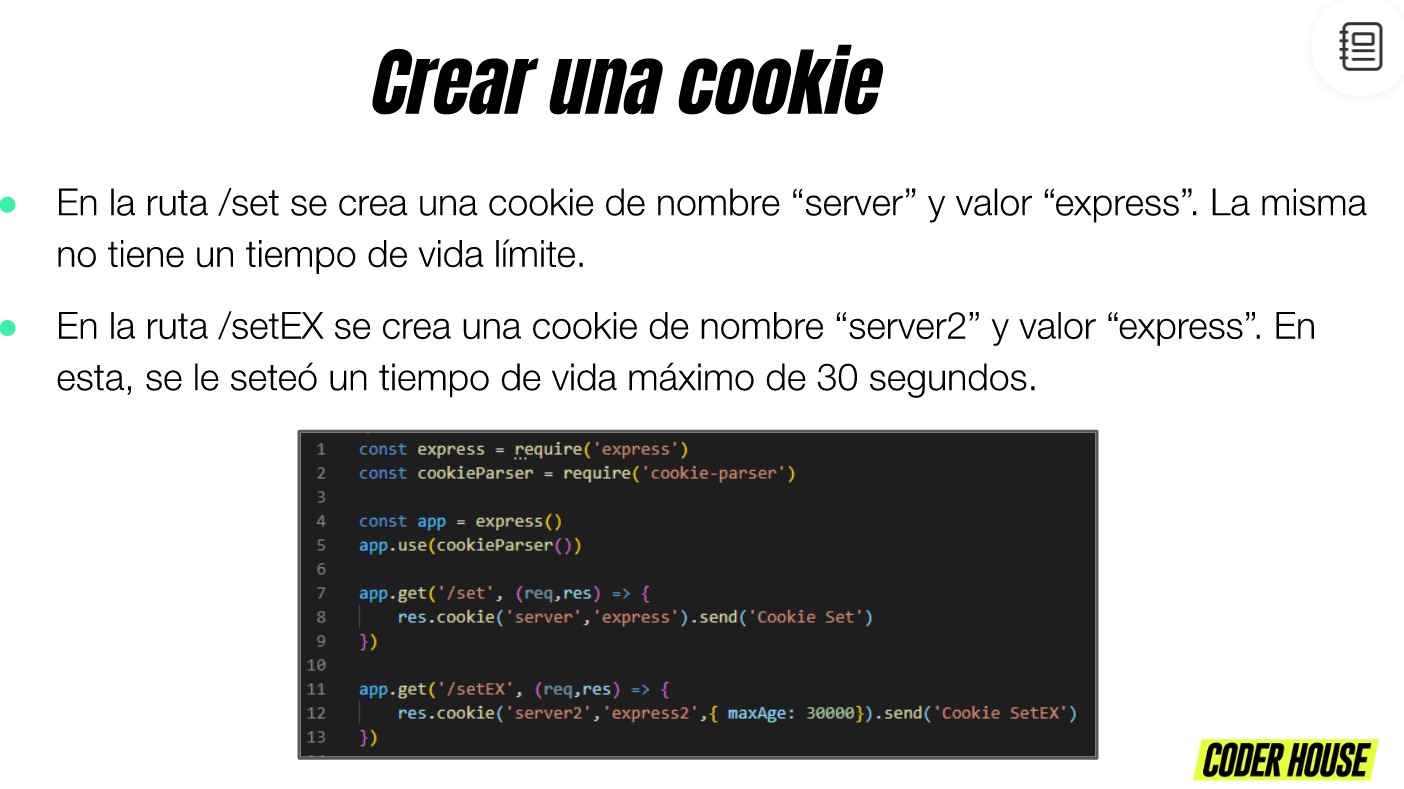 Crear una cookie
● En la ruta /set se crea una cookie de nombre “server” y valor “express”. La misma
no tiene un tiempo de vida límite.
● En la ruta /setEX se crea una cookie de nombre “server2” y valor “express”. En
esta, se le seteó un tiempo de vida máximo de 30 segundos.
1 const express = require('express')
2 const cookieParser = require('cookie-parser')
3
4 const app = express()
5 app.use(cookieParser())
6
7 app.get('/set', (req,res) => {
8     res.cookie('server','express').send('Cookie Set')
9 })
10
11 app.get('/setEX', (req,res) => {
12     res.cookie('server2','express2',{ maxAge: 30000}).send('Cookie SetEX')
13 })
CODER HOUSE